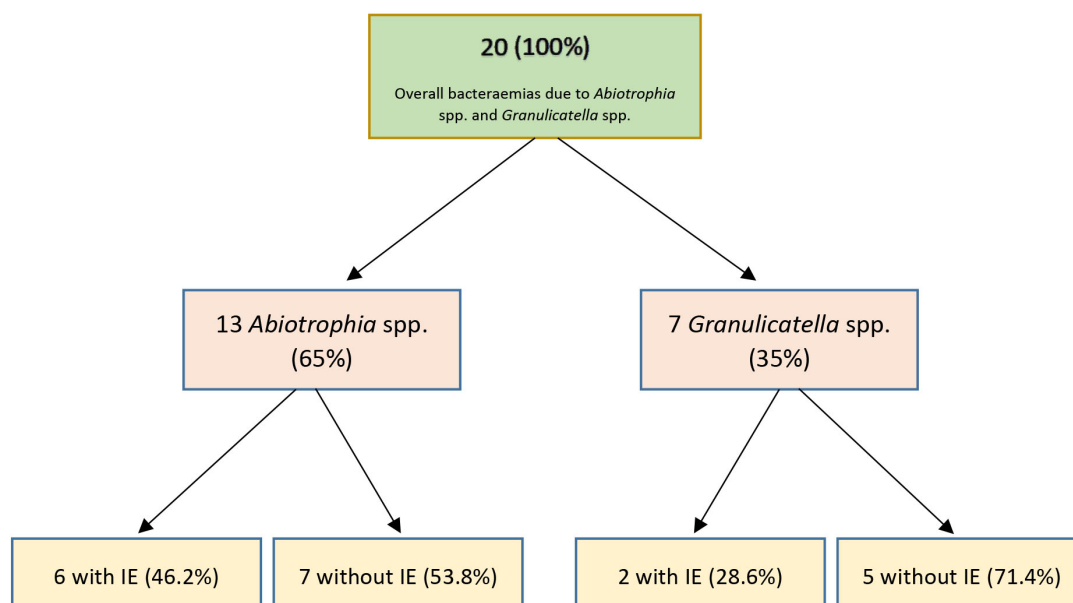 20 (100%)
Overall bacteraemias due to Abiotrophia
spp. and Granulicatella spp.
13 Abiotrophia spp.
(65%)
7 Granulicatella spp.
(35%)
6 with IE (46.2%)
7 without IE (53.8%)
2 with IE (28.6%)
5 without IE (71.4%)